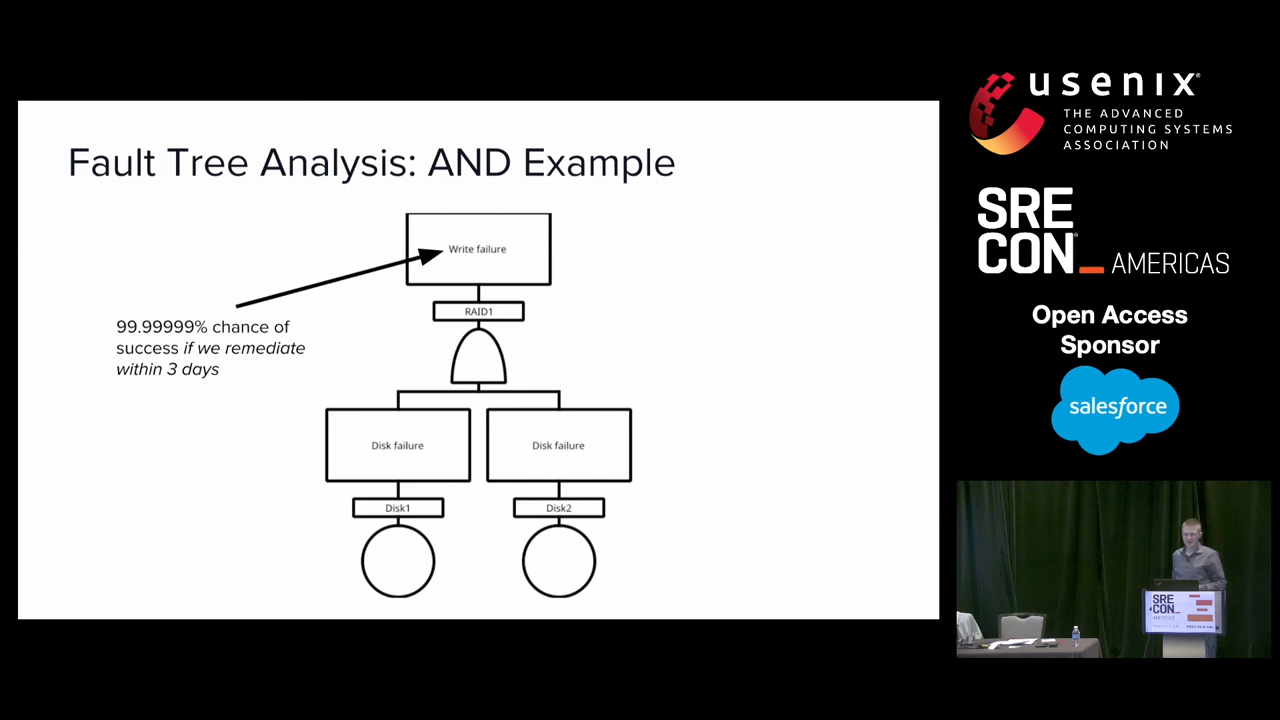 Fault Tree Analysis: AND Example
Write failure
RAID1
99.99999% chance of
success if we remediate
within 3 days
Disk failure
Disk failure
Disk1
Disk2
usenix
THE ADVANCED
COMPUTING SYSTEMS
ASSOCIATION
SRE
CON_ AMERICAS
Open Access
Sponsor
salesforce
SRE
CON_